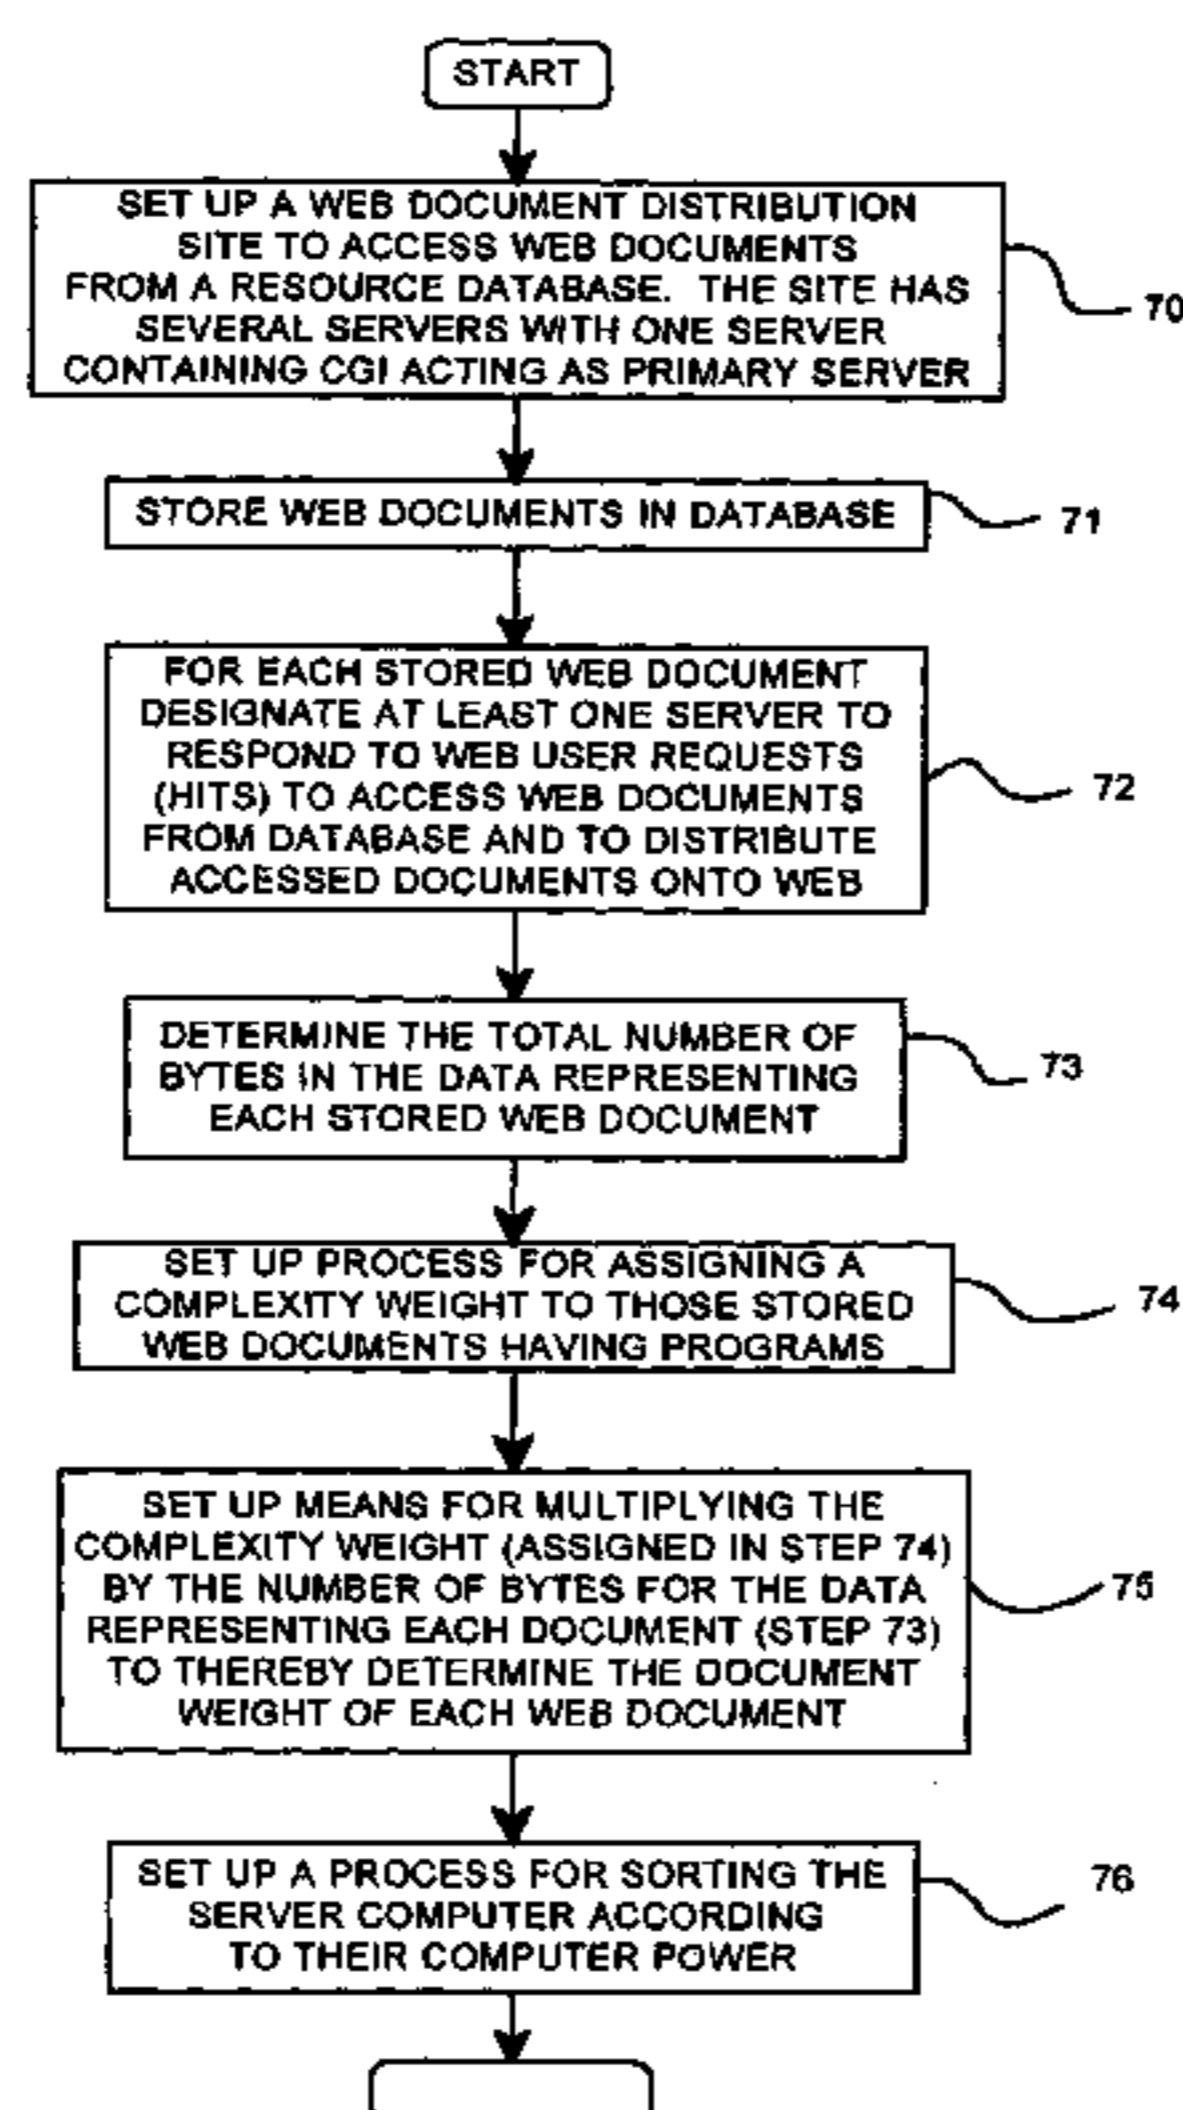 START
SET UP A WEB DOCUMENT DISTRIBUTION
SITE TO ACCESS WEB DOCUMENTS
FROM A RESOURCE DATABASE. THE SITE HAS
SEVERAL SERVERS WITH ONE SERVER
CONTAINING CGI ACTING AS PRIMARY SERVER
70
STORE WEB DOCUMENTS IN DATABASE
71
FOR EACH STORED WEB DOCUMENT
DESIGNATE AT LEAST ONE SERVER TO
RESPOND TO WEB USER REQUESTS
(HITS) TO ACCESS WEB DOCUMENTS
FROM DATABASE AND TO DISTRIBUTE
ACCESSED DOCUMENTS ONTO WEB
72
DETERMINE THE TOTAL NUMBER OF
BYTES IN THE DATA REPRESENTING
EACH STORED WEB DOCUMENT
73
SET UP PROCESS FOR ASSIGNING A
COMPLEXITY WEIGHT TO THOSE STORED
WEB DOCUMENTS HAVING PROGRAMS
74
SET UP MEANS FOR MULTIPLYING THE
COMPLEXITY WEIGHT (ASSIGNED IN STEP 74)
BY THE NUMBER OF BYTES FOR THE DATA
REPRESENTING EACH DOCUMENT (STEP 73)
TO THEREBY DETERMINE THE DOCUMENT
WEIGHT OF EACH WEB DOCUMENT
75
SET UP A PROCESS FOR SORTING THE
SERVER COMPUTER ACCORDING
TO THEIR COMPUTER POWER
76